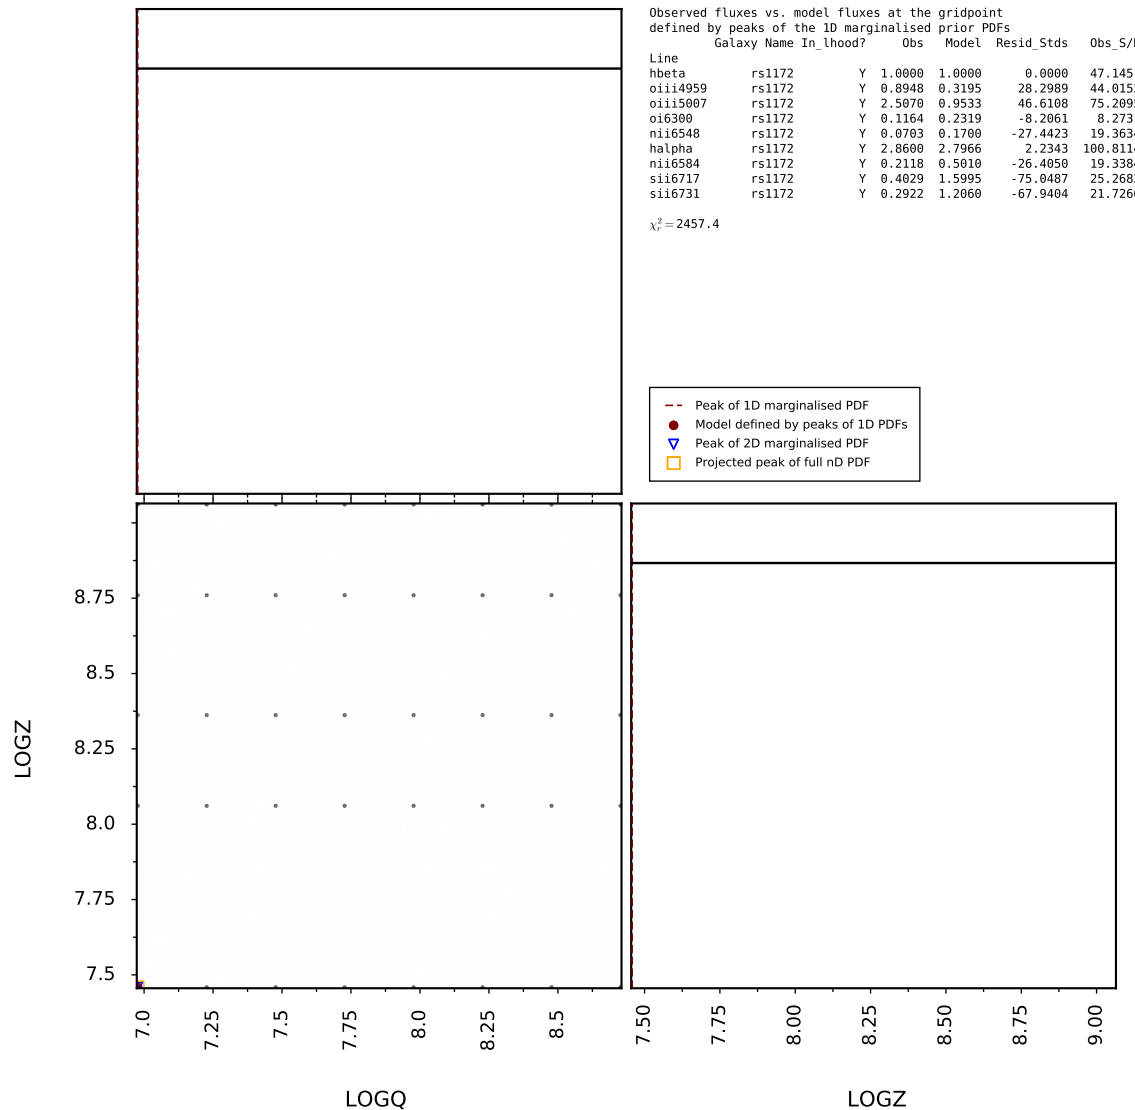 Observed fluxes vs. model fluxes at the gridpoint
defined by peaks of the 1D marginalised prior PDFs
Galaxy Name In_lhood? Obs Model Resid_Stds Obs_S/
Line
hbeta rs1172 Y 1.0000 1.0000 0.0000 47.145
oiii4959 rs1172 Y 0.8948 0.3195 28.2989 44.015
oiii5007 rs1172 Y 2.5070 0.9533 46.6108 75.209
oi6300 rs1172 Y 0.1164 0.2319 -8.2061 8.273
nii6548 rs1172 Y 0.0703 0.1700 -27.4423 19.363
halpha rs1172 Y 2.8600 2.7966 2.2343 100.811
nii6584 rs1172 Y 0.2118 0.5010 -26.4050 19.338
sii6717 rs1172 Y 0.4029 1.5995 -75.0487 25.268
sii6731 rs1172 Y 0.2922 1.2060 -67.9404 21.726
χ²ᵣ = 2457.4
Peak of 1D marginalised PDF
Model defined by peaks of 1D PDFs
Peak of 2D marginalised PDF
Projected peak of full nD PDF
8.75
8.5
8.25
8.0
7.75
7.5
LOGZ
7.0 7.25 7.5 7.75 8.0 8.25 8.5
LOGQ
7.50 7.75 8.00 8.25 8.50 8.75 9.00
LOGZ